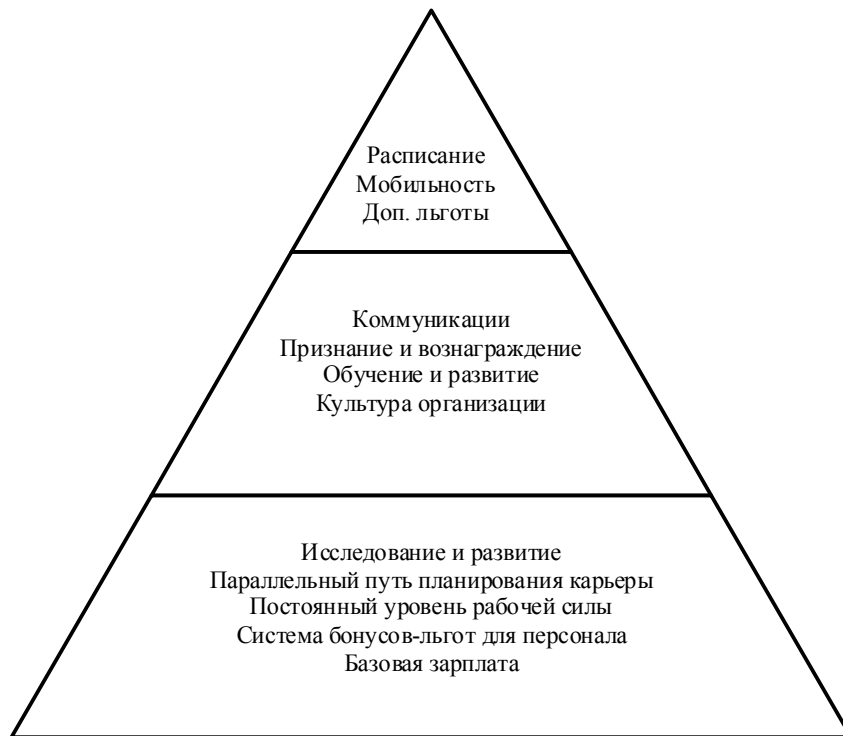 Расписание
Мобильность
Доп. льготы
Коммуникации
Признание и вознаграждение
Обучение и развитие
Культура организации
Исследование и развитие
Параллельный путь планирования карьеры
Постоянный уровень рабочей силы
Система бонусов-льгот для персонала
Базовая зарплата